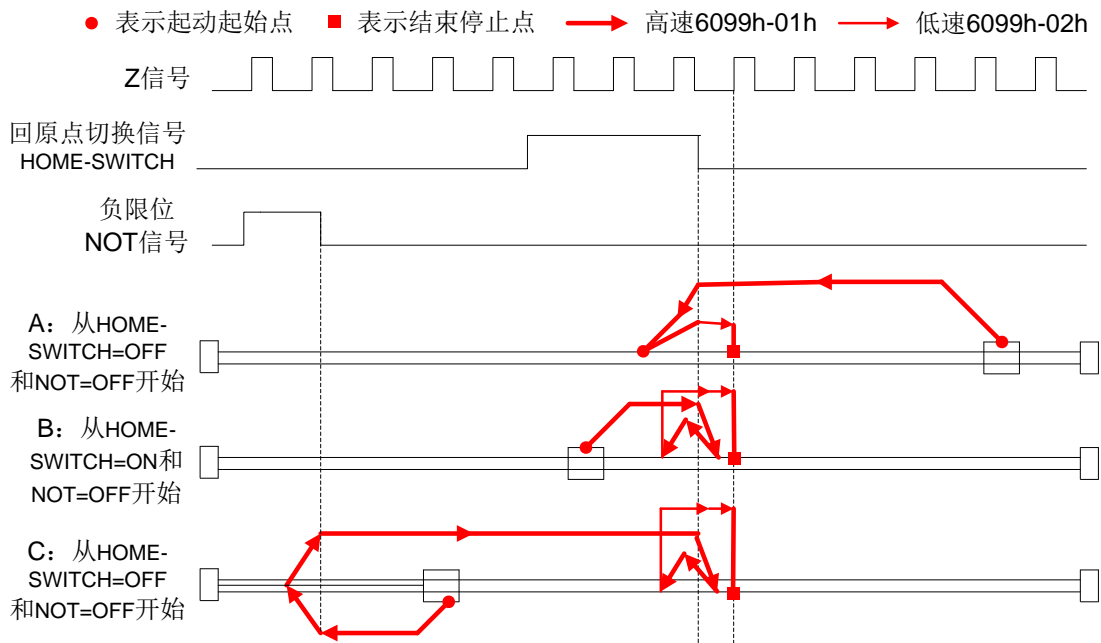 表示起动起始点 表示结束停止点 高速6099h-01h 低速6099h-02h
Z信号
回原点切换信号
HOME-SWITCH
负限位
NOT信号
A：从HOME-
SWITCH=OFF
和NOT=OFF开始
B：从HOME-
SWITCH=ON和
NOT=OFF开始
C：从HOME-
SWITCH=OFF
和NOT=OFF开始